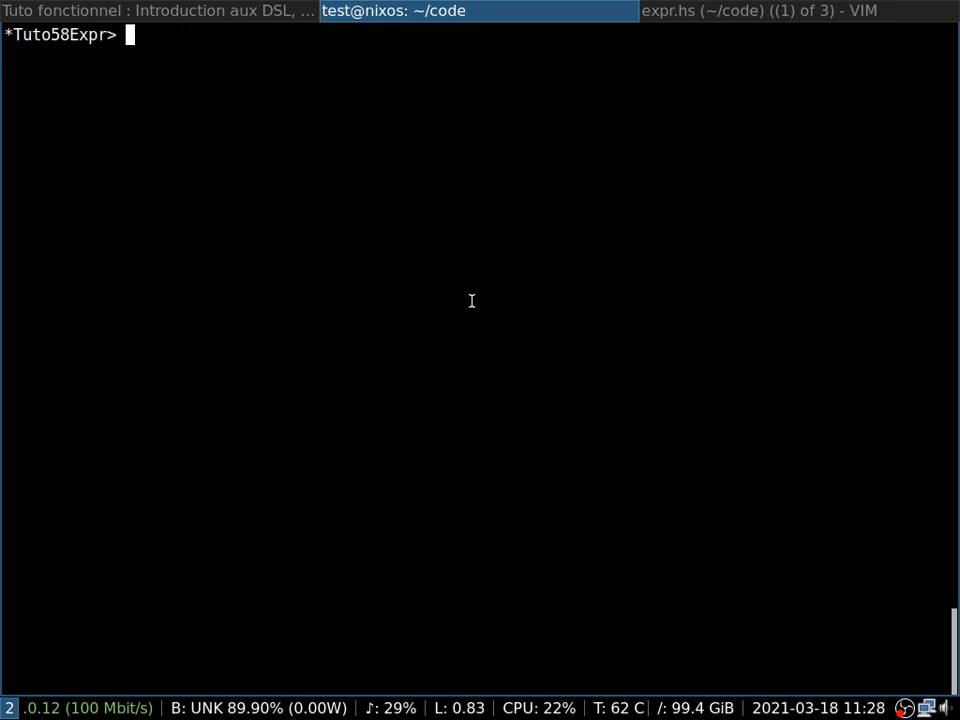 Tuto fonctionnel : Introduction aux DSL, ... test@nixos: ~/code expr.hs (~/code) ((1) of 3) - VIM
*Tuto58Expr>
2 .0.12 (100 Mbit/s) | B: UNK 89.90% (0.00W) | ♪: 29% | L: 0.83 | CPU: 22% | T: 62 C | /: 99.4 GiB | 2021-03-18 11:28